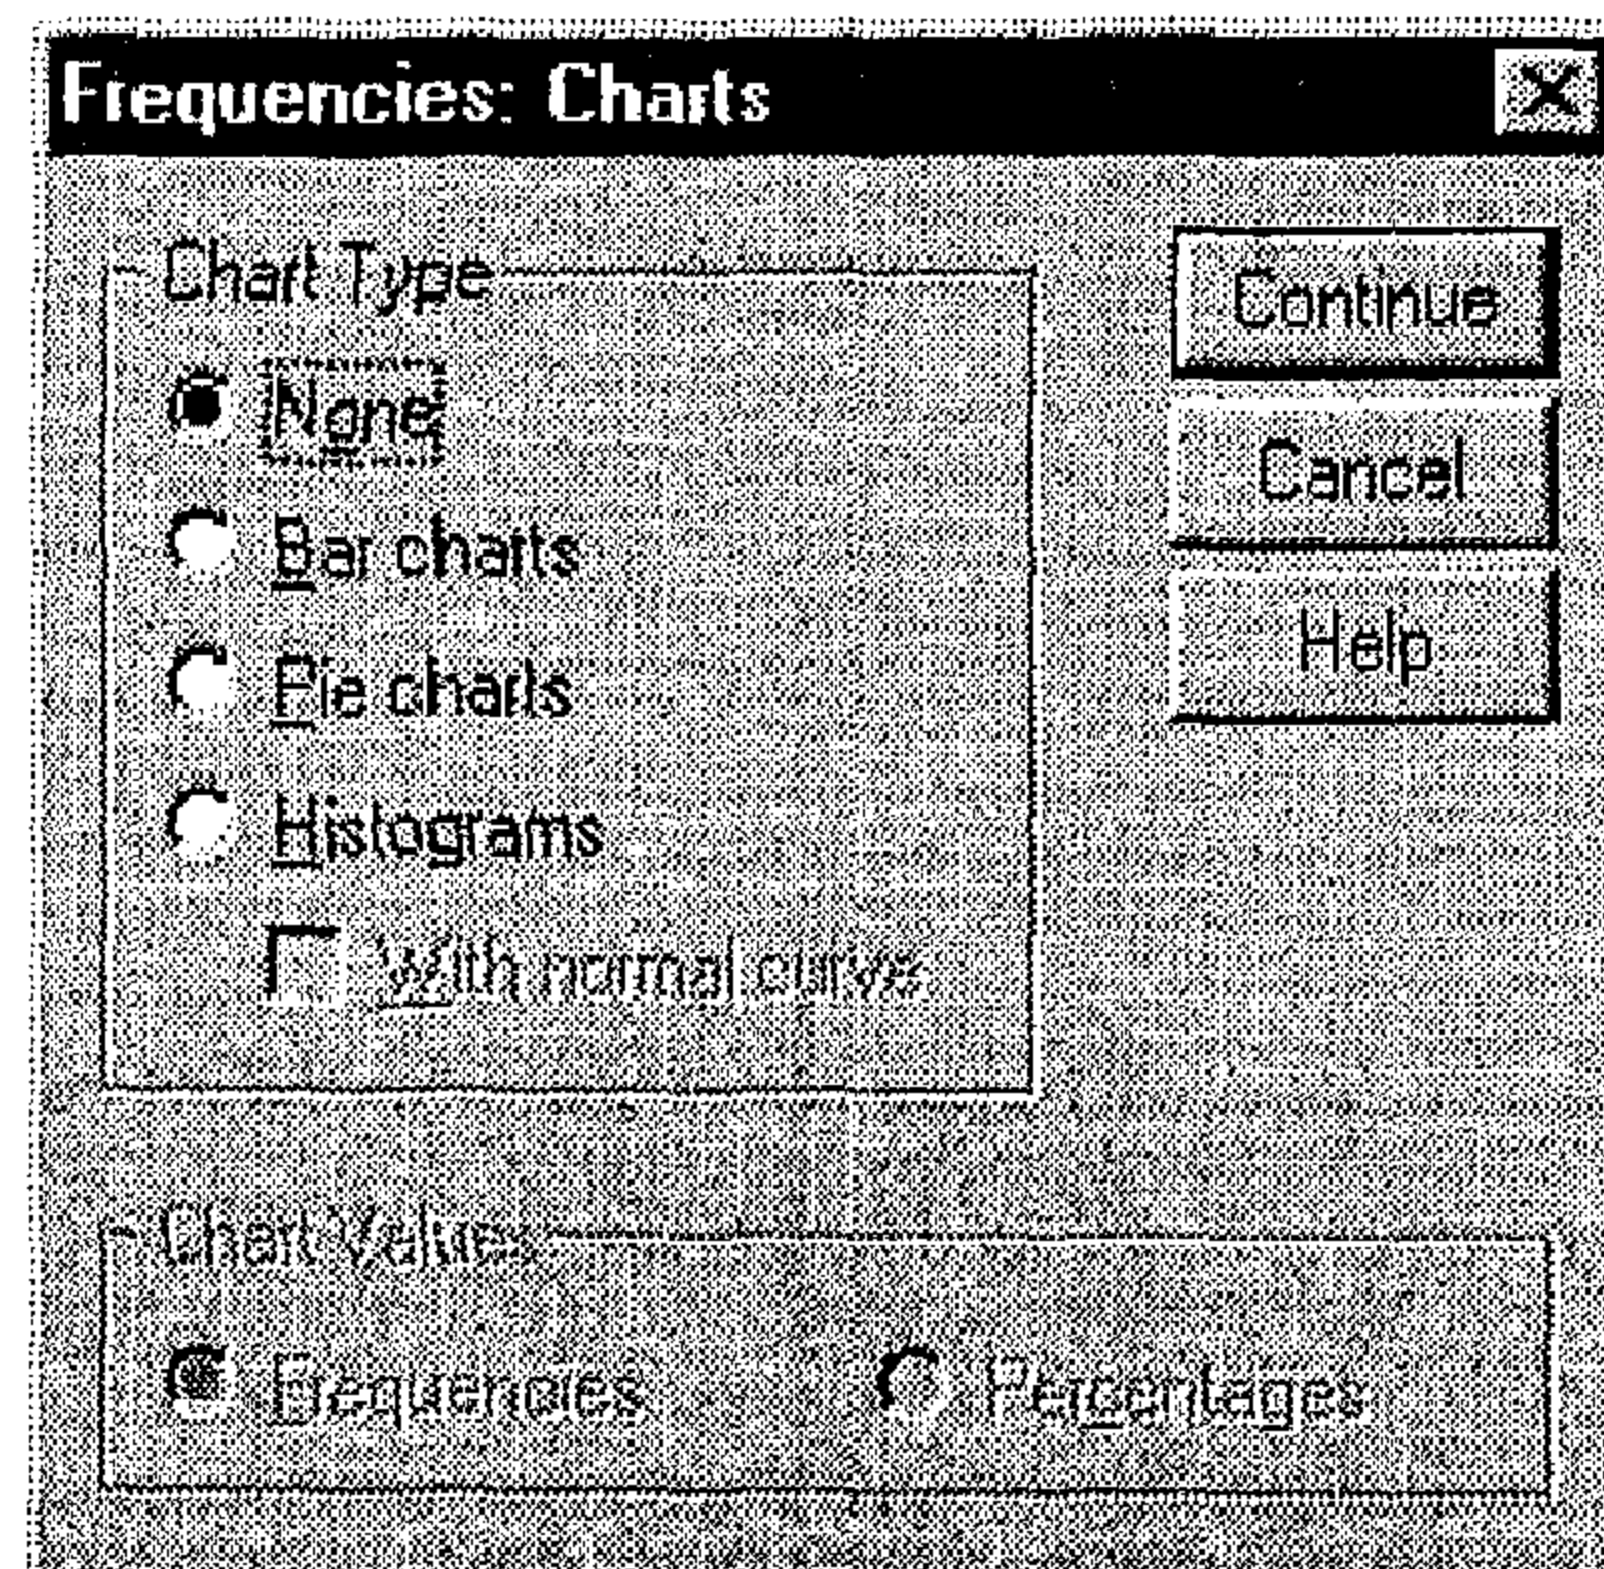 Frequencies: Charts
Chart Type
None
Bar charts
Pie charts
Histograms
With normal curve
Continue
Cancel
Help
Chart Values
Frequencies
Percentages